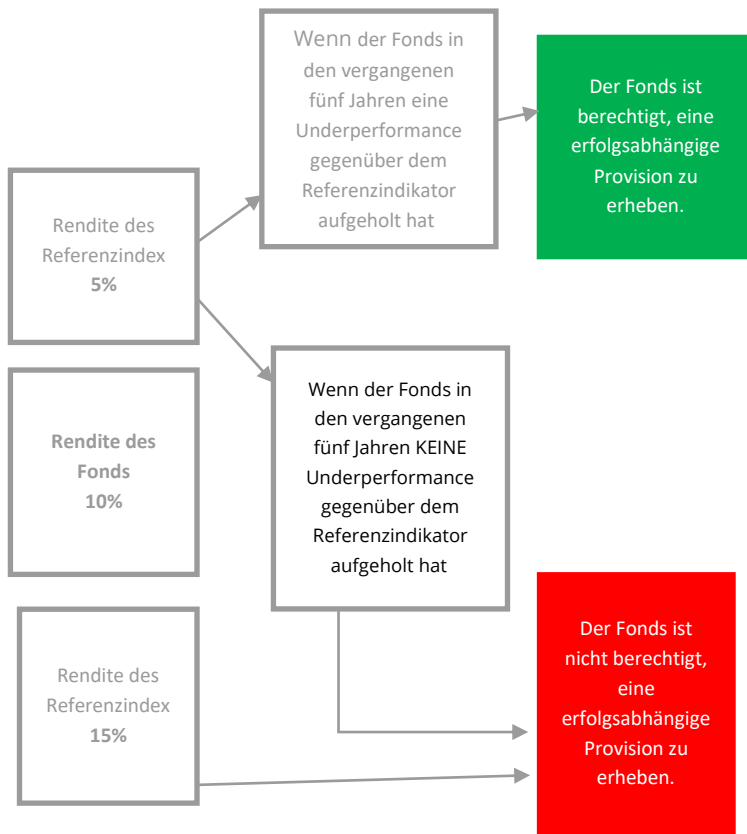 Wenn der Fonds in
den vergangenen
fünf Jahren eine
Underperformance
gegenüber dem
Referenzindikator
aufgeholt hat
Der Fonds ist
berechtigt, eine
erfolgsabhängige
Provision zu
erheben.
Rendite des
Referenzindex
5%
Wenn der Fonds in
den vergangenen
fünf Jahren KEINE
Underperformance
gegenüber dem
Referenzindikator
aufgeholt hat
Rendite des
Fonds
10%
Rendite des
Referenzindex
15%
Der Fonds ist
nicht berechtigt,
eine
erfolgsabhängige
Provision zu
erheben.